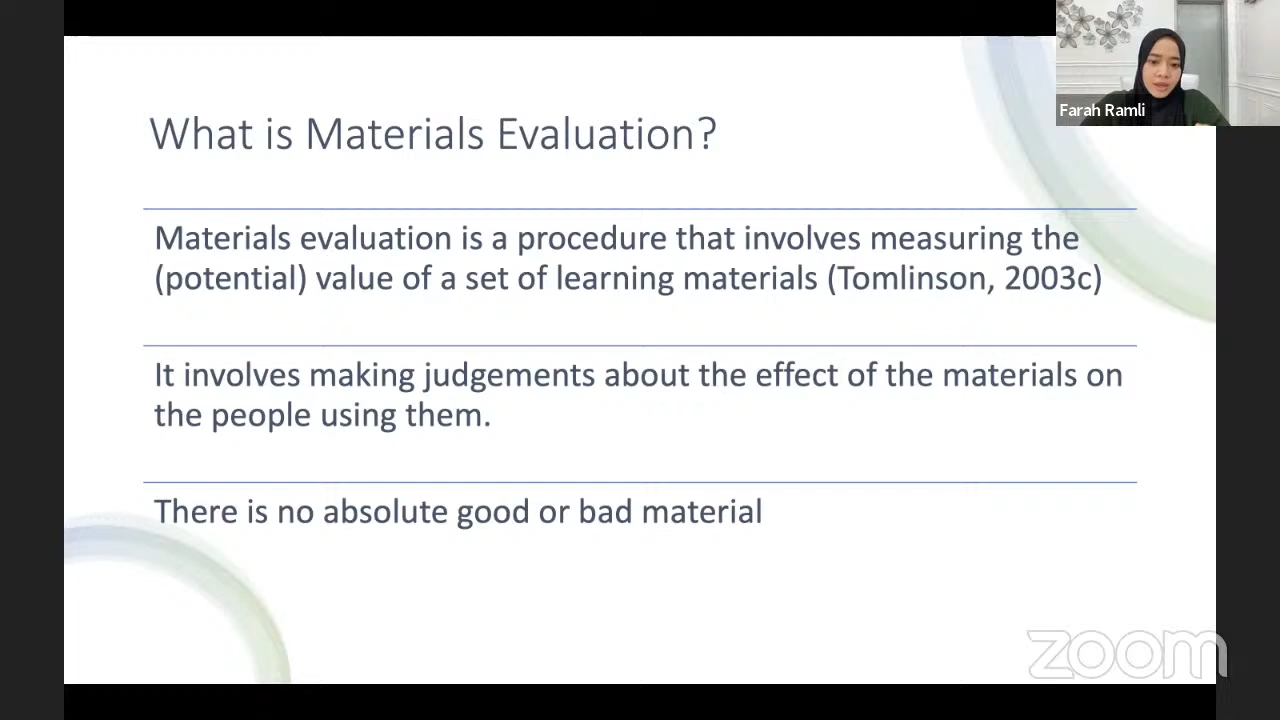 Farah Ramli
What is Materials Evaluation?
Materials evaluation is a procedure that involves measuring the
(potential) value of a set of learning materials (Tomlinson, 2003c)
It involves making judgements about the effect of the materials on
the people using them.
There is no absolute good or bad material
zoom